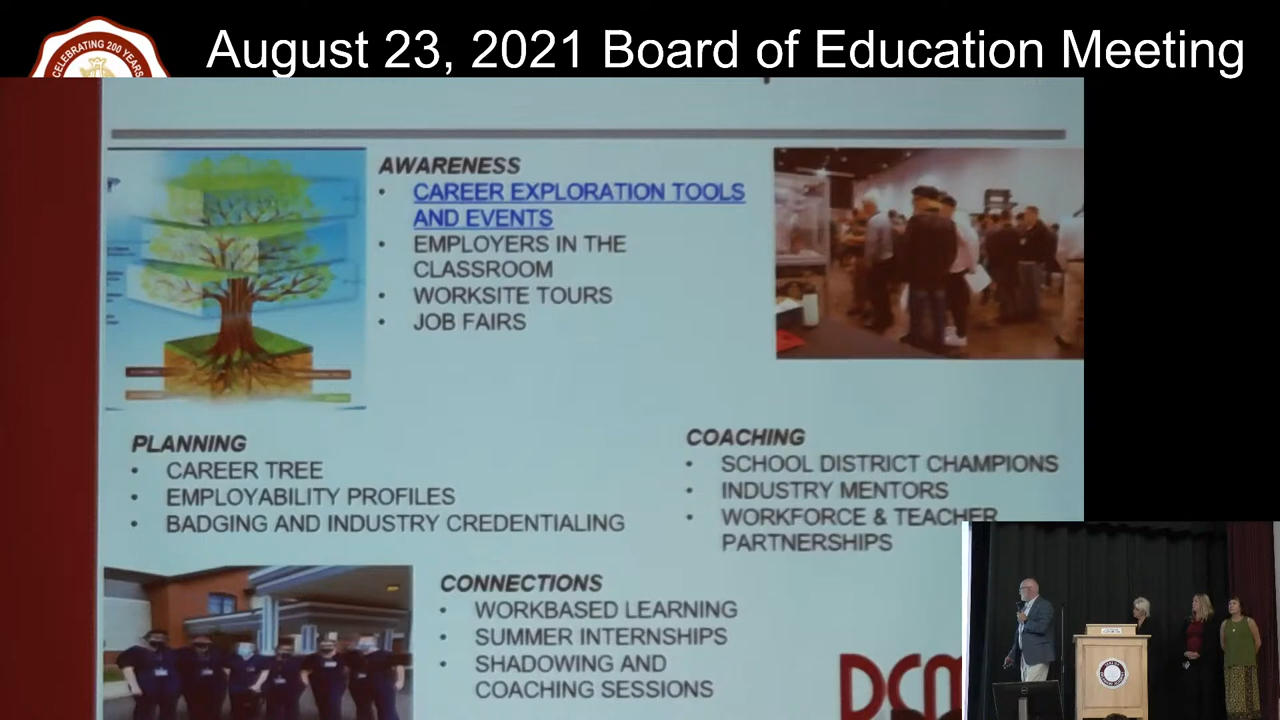 CELEBRATING 200 YEARS
August 23, 2021 Board of Education Meeting
AWARENESS
• CAREER EXPLORATION TOOLS
AND EVENTS
• EMPLOYERS IN THE
CLASSROOM
• WORKSITE TOURS
• JOB FAIRS
PLANNING
• CAREER TREE
• EMPLOYABILITY PROFILES
• BADGING AND INDUSTRY CREDENTIALING
COACHING
• SCHOOL DISTRICT CHAMPIONS
• INDUSTRY MENTORS
• WORKFORCE & TEACHER
PARTNERSHIPS
CONNECTIONS
• WORKBASED LEARNING
• SUMMER INTERNSHIPS
• SHADOWING AND
COACHING SESSIONS